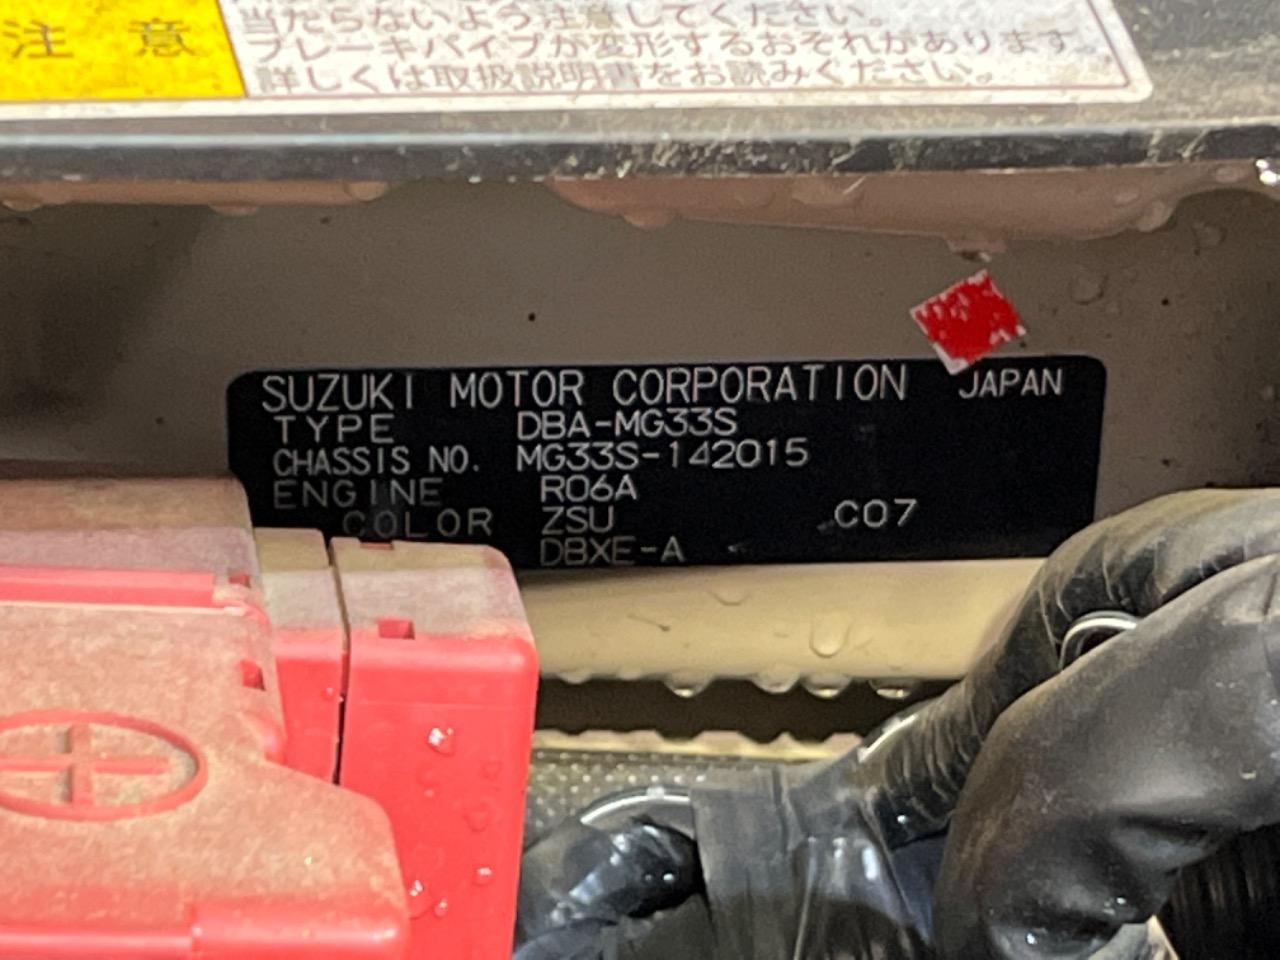 注意
当たらないよう注意してください。
ブレーキパイプが変形するおそれがあります。
詳しくは取扱説明書をお読みください。
SUZUKI MOTOR CORPORATION JAPAN
TYPE DBA-MG33S
CHASSIS NO. MG33S-142015
ENGINE R06A
COLOR ZSU C07
DBXE-A